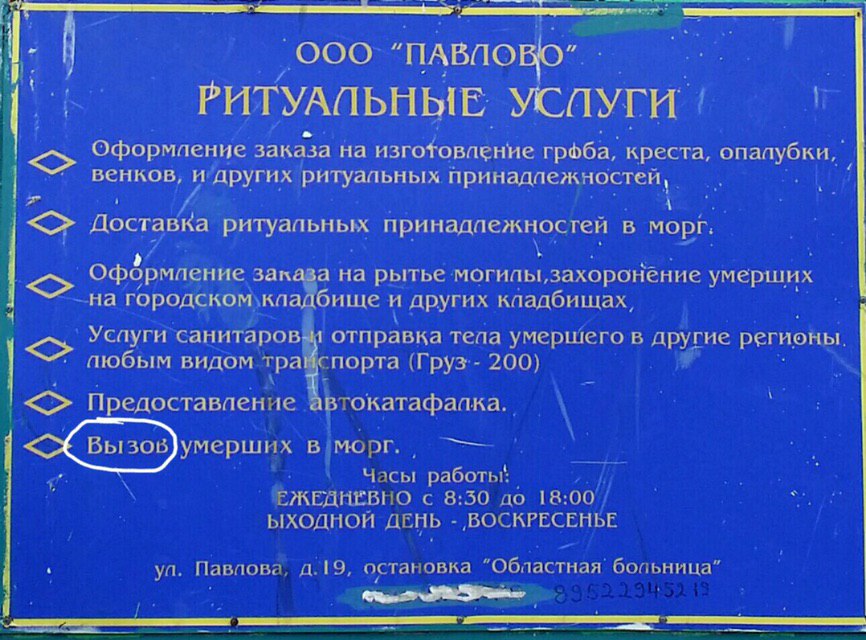 ООО "ПАВЛОВО"
РИТУАЛЬНЫЕ УСЛУГИ
Оформление заказа на изготовление гроба, креста, опалубки,
венков, и других ритуальных принадлежностей.
Доставка ритуальных принадлежностей в морг.
Оформление заказа на рытье могилы,захоронение умерших
на городском кладбище и других кладбищах.
Услуги санитаров и отправка тела умершего в другие регионы
любым видом транспорта (Груз - 200)
Предоставление автокатафалка.
Вызов умерших в морг.
Часы работы:
ЕЖЕДНЕВНО с 8:30 до 18:00
ЫХОДНОЙ ДЕНЬ - ВОСКРЕСЕНЬЕ
ул. Павлова, д.19, остановка "Областная больница"
89522945219